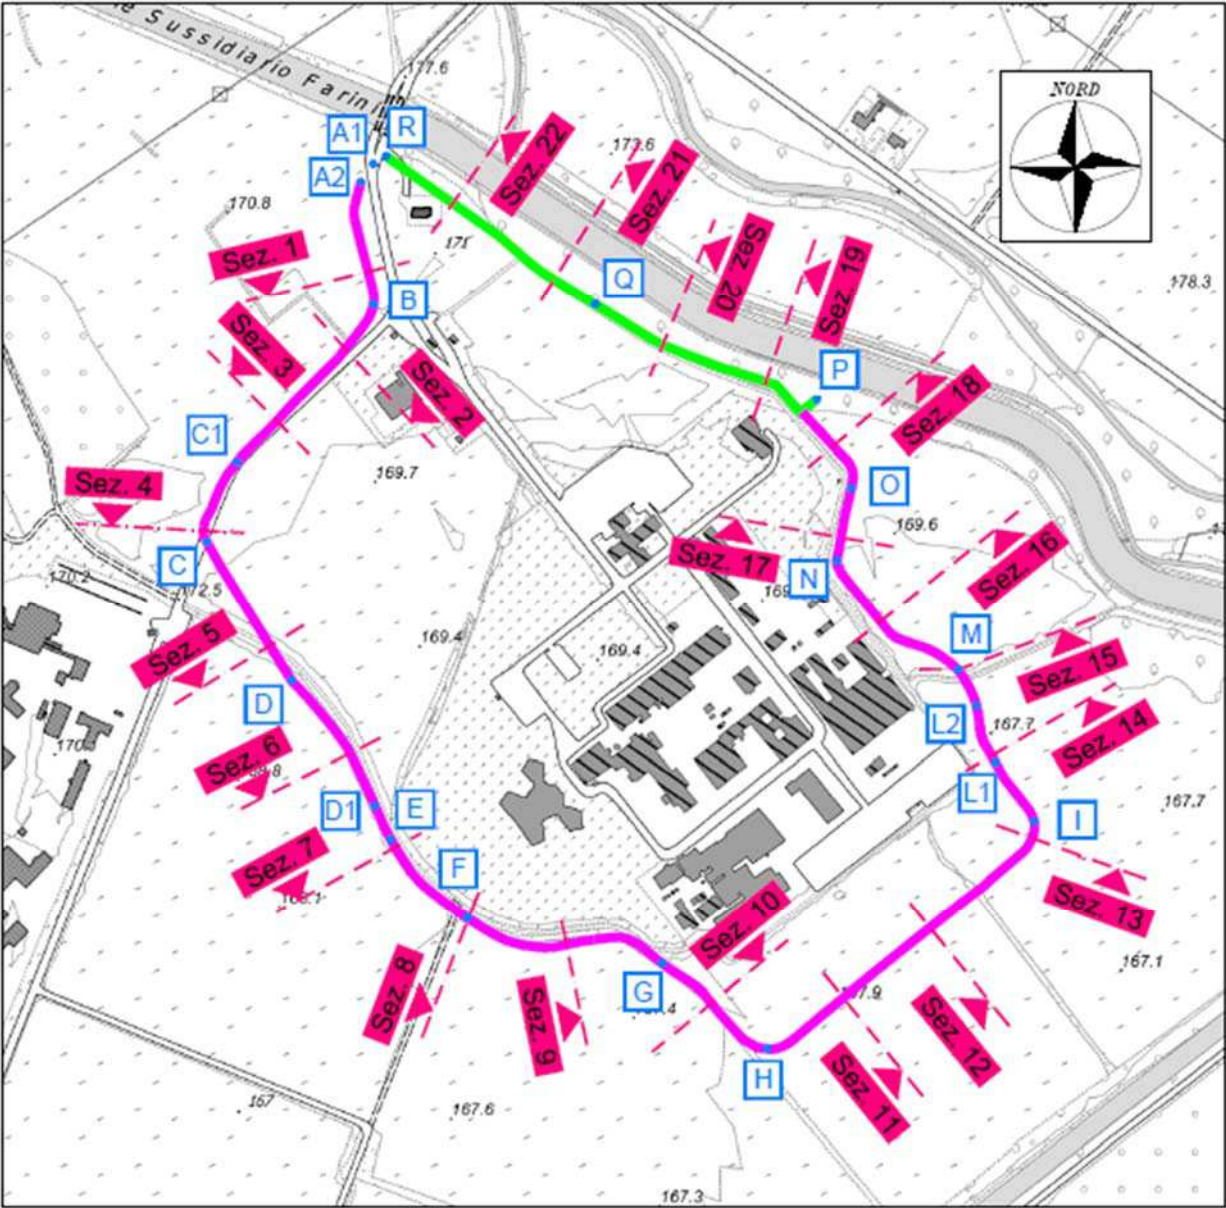 le Sussidiario Farini
177.6
NORD
A1
R
A2
Sez. 22
173.6
Sez. 21
170.8
171
Sez. 1
Sez. 20
Sez. 19
Q
178.3
B
Sez. 3
Sez. 2
P
Sez. 18
C1
169.7
Sez. 4
O
169.6
Sez. 17
Sez. 16
C
170.2
172.5
N
169
Sez. 5
169.4
169.4
M
Sez. 15
D
L2
167.7
Sez. 14
170
Sez. 6
D1
E
L1
I
167.7
Sez. 7
F
Sez. 13
Sez. 10
167.1
Sez. 8
Sez. 9
G
Sez. 12
H
Sez. 11
167
167.6
167.3